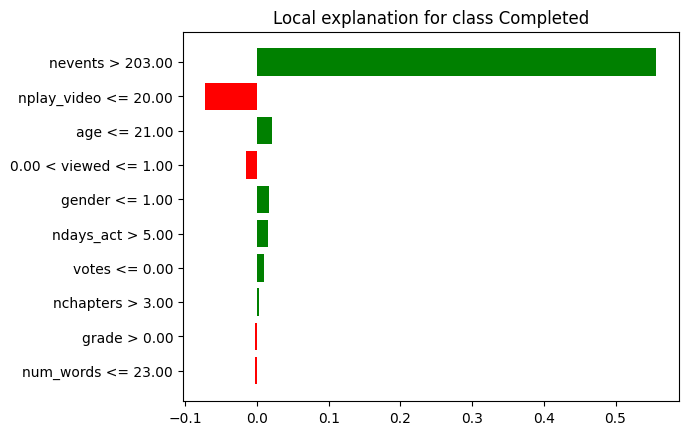 Local explanation for class Completed
nevents > 203.00
nplay_video <= 20.00
age <= 21.00
0.00 < viewed <= 1.00
gender <= 1.00
ndays_act > 5.00
votes <= 0.00
nchapters > 3.00
grade > 0.00
num_words <= 23.00
−0.1 0.0 0.1 0.2 0.3 0.4 0.5